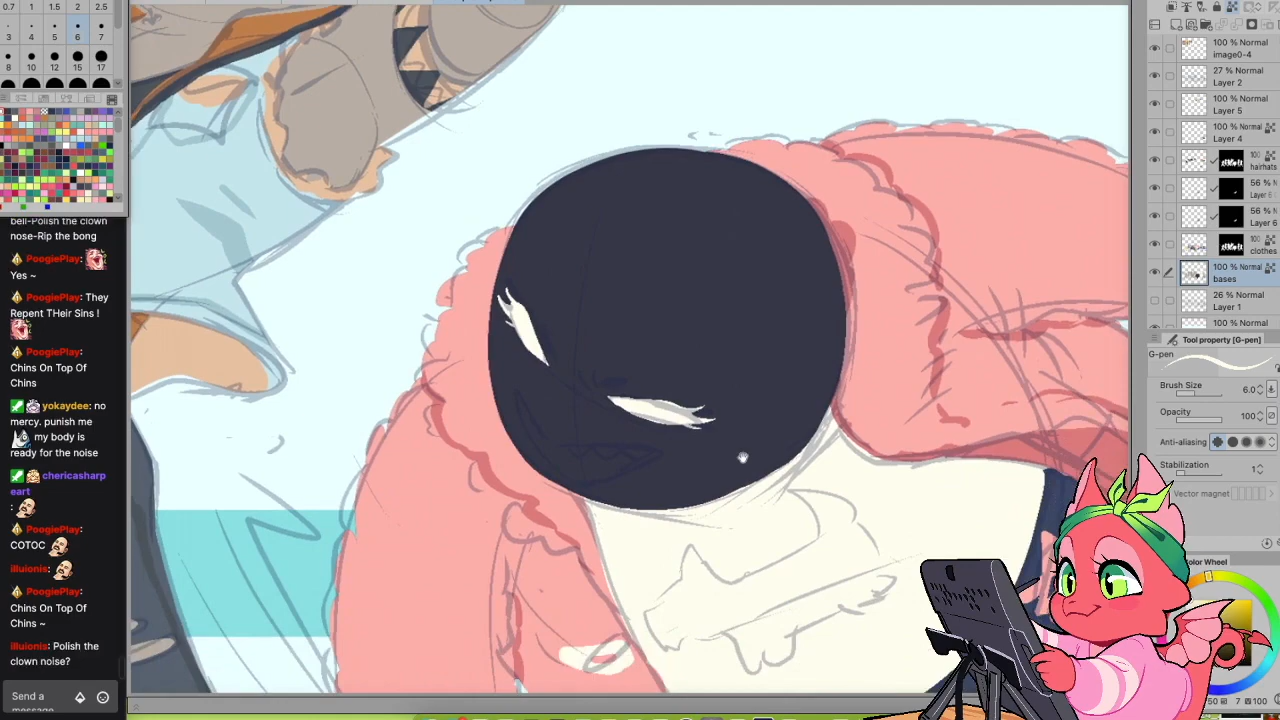 0.7 1 1.5 2 2.5
3 4 5 6 7
8 10 12 15 17
bell-Polish the clown
nose-Rip the bong
PoogiePlay:
Yes ~
PoogiePlay: They
Repent THeir Sins !
PoogiePlay:
Chins On Top Of
Chins
yokaydee: no
mercy. punish me
my body is
ready for the noise
chericasharp
eart
:
PoogiePlay:
COTOC
illuionis:
PoogiePlay:
Chins On Top Of
Chins ~
illuionis: Polish the
clown noise?
Send a
message
100 % Normal
image0-4
27 % Normal
Layer 2
100 % Normal
Layer 5
100 % Normal
Layer 4
100
hairhats
56 % N
Layer 6
56 % N
Layer 6
100
clothes
100 % Normal
bases
26 % Normal
Layer 1
100 % Normal
Tool property [G-pen]
G-pen
Brush Size 6.0
Opacity 100
Anti-aliasing
Stabilization 1
Vector magnet
Color Wheel
50 7 100